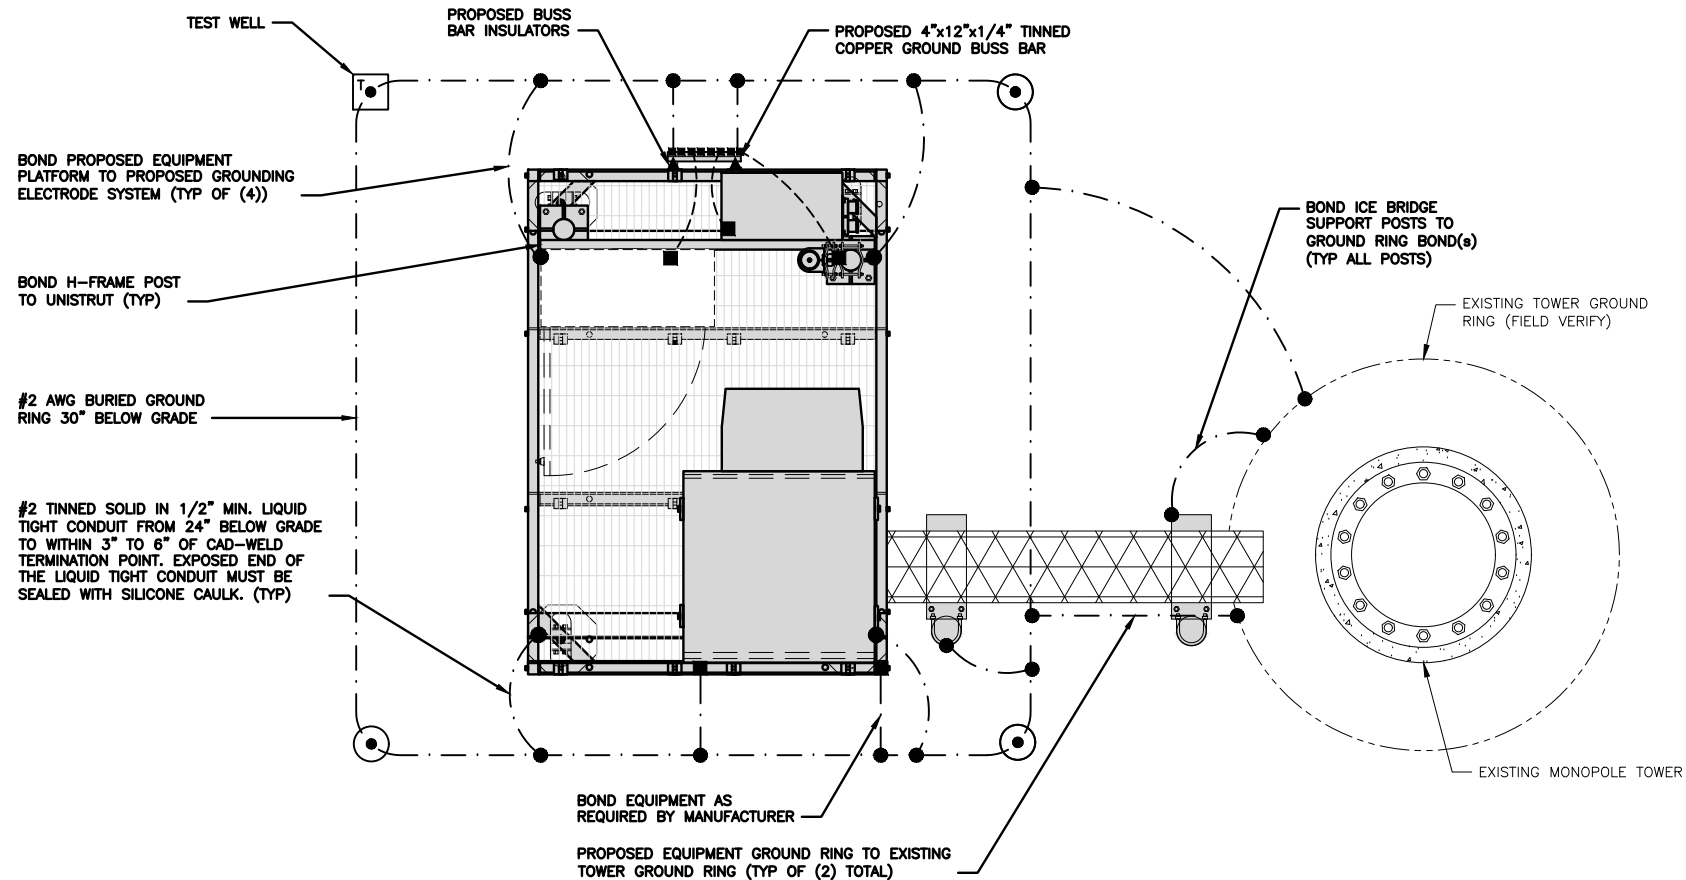 TEST WELL
PROPOSED BUSS
BAR INSULATORS
PROPOSED 4"x12"x1/4" TINNED
COPPER GROUND BUSS BAR
T
BOND PROPOSED EQUIPMENT
PLATFORM TO PROPOSED GROUNDING
ELECTRODE SYSTEM (TYP OF (4))
BOND ICE BRIDGE
SUPPORT POSTS TO
GROUND RING BOND(s)
(TYP ALL POSTS)
BOND H-FRAME POST
TO UNISTRUT (TYP)
EXISTING TOWER GROUND
RING (FIELD VERIFY)
#2 AWG BURIED GROUND
RING 30" BELOW GRADE
#2 TINNED SOLID IN 1/2" MIN. LIQUID
TIGHT CONDUIT FROM 24" BELOW GRADE
TO WITHIN 3" TO 6" OF CAD-WELD
TERMINATION POINT. EXPOSED END OF
THE LIQUID TIGHT CONDUIT MUST BE
SEALED WITH SILICONE CAULK. (TYP)
EXISTING MONOPOLE TOWER
BOND EQUIPMENT AS
REQUIRED BY MANUFACTURER
PROPOSED EQUIPMENT GROUND RING TO EXISTING
TOWER GROUND RING (TYP OF (2) TOTAL)